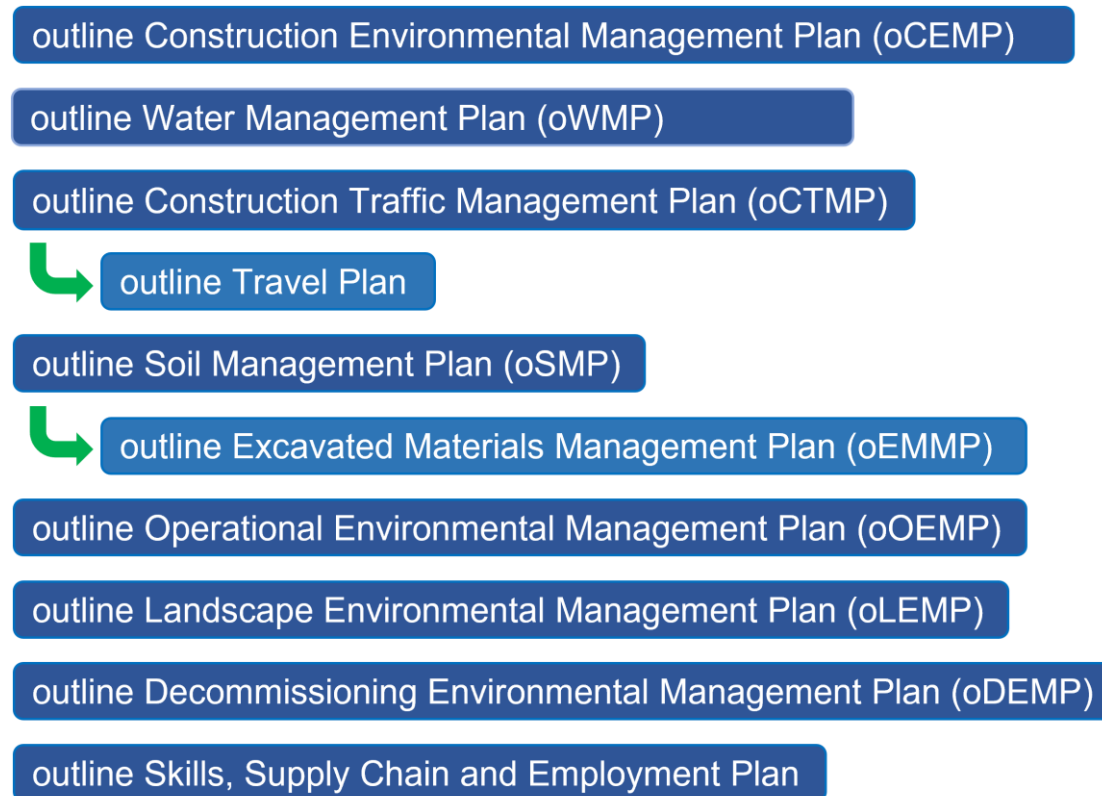 outline Construction Environmental Management Plan (oCEMP)
outline Water Management Plan (oWMP)
outline Construction Traffic Management Plan (oCTMP)
outline Travel Plan
outline Soil Management Plan (oSMP)
outline Excavated Materials Management Plan (oEMMP)
outline Operational Environmental Management Plan (oOEMP)
outline Landscape Environmental Management Plan (oLEMP)
outline Decommissioning Environmental Management Plan (oDEMP)
outline Skills, Supply Chain and Employment Plan